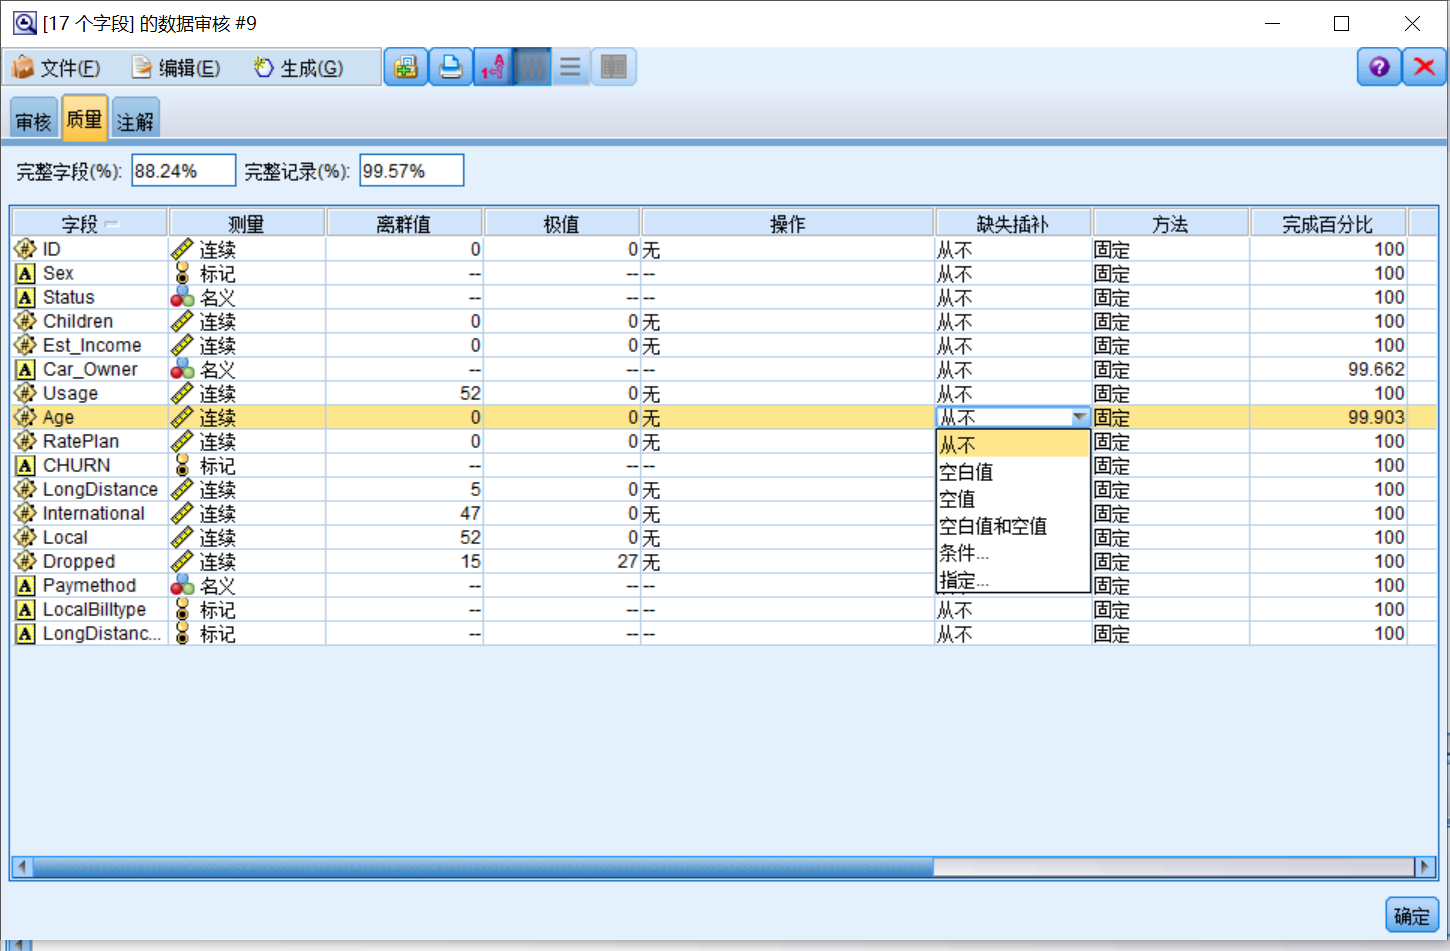 [17 个字段] 的数据审核 #9
文件(F) 编辑(E) 生成(G)
审核 质量 注解
完整字段(%): 88.24% 完整记录(%): 99.57%
字段 测量 离群值 极值 操作 缺失插补 方法 完成百分比
ID 连续 0 0 无 从不 固定 100
Sex 标记 -- -- -- 从不 固定 100
Status 名义 -- -- -- 从不 固定 100
Children 连续 0 0 无 从不 固定 100
Est_Income 连续 0 0 无 从不 固定 100
Car_Owner 名义 -- -- -- 从不 固定 99.662
Usage 连续 52 0 无 从不 固定 100
Age 连续 0 0 无 从不 固定 99.903
RatePlan 连续 0 0 无 从不 固定 100
CHURN 标记 -- -- -- 空白值 固定 100
LongDistance 连续 5 0 无 空值 固定 100
International 连续 47 0 无 空白值和空值 固定 100
Local 连续 52 0 无 条件... 固定 100
Dropped 连续 15 27 无 指定... 固定 100
Paymethod 名义 -- -- -- 固定 100
LocalBilltype 标记 -- -- -- 从不 固定 100
LongDistanc... 标记 -- -- -- 从不 固定 100
确定